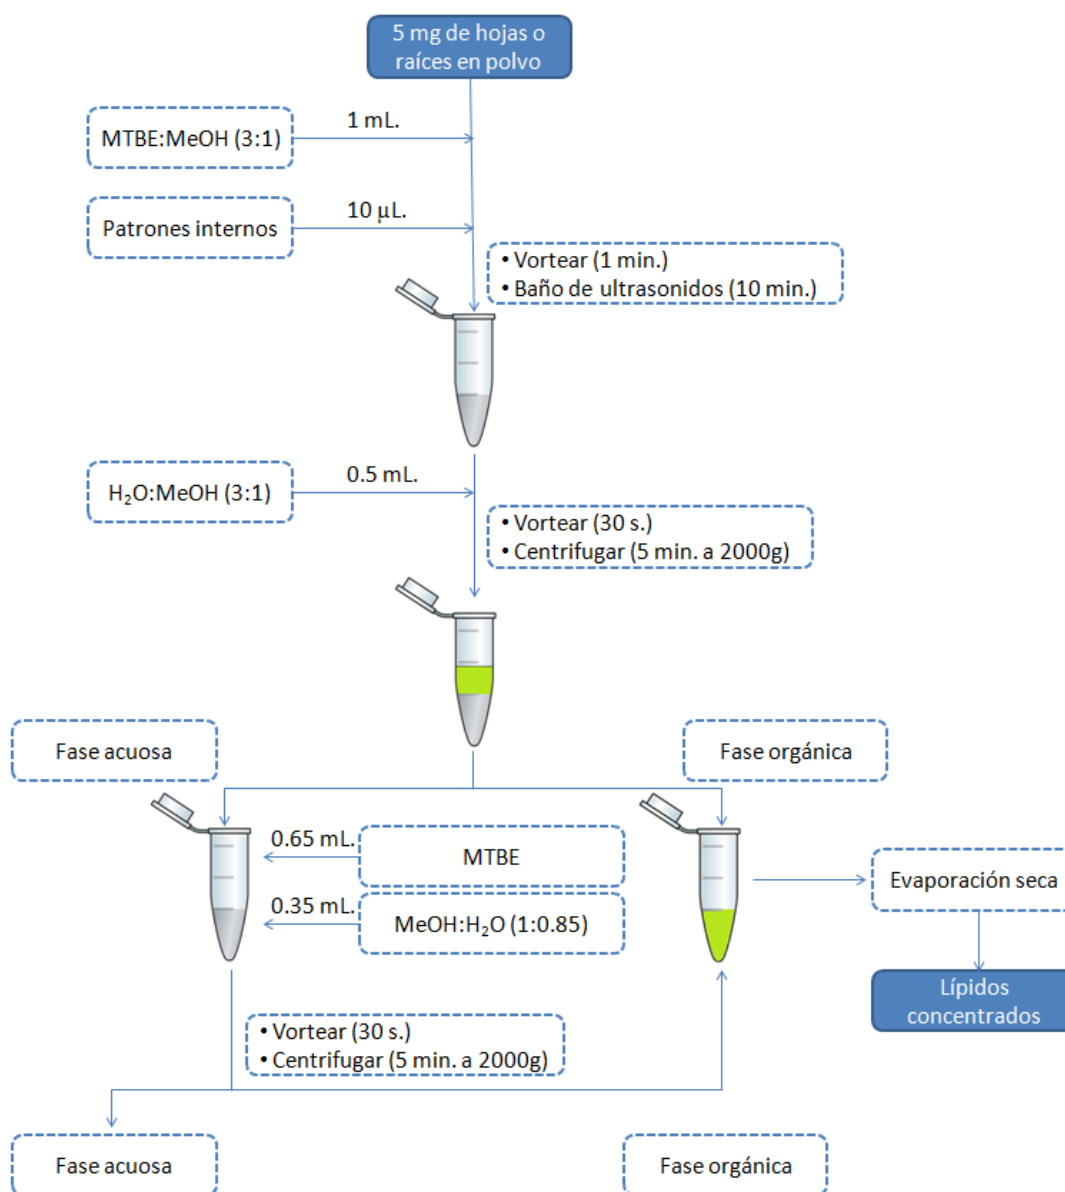 5 mg de hojas o
raíces en polvo
1 mL.
MTBE:MeOH (3:1)
10 µL.
Patrones internos
• Vortear (1 min.)
• Baño de ultrasonidos (10 min.)
0.5 mL.
H₂O:MeOH (3:1)
• Vortear (30 s.)
• Centrifugar (5 min. a 2000g)
Fase acuosa
Fase orgánica
0.65 mL.
MTBE
0.35 mL.
MeOH:H₂O (1:0.85)
Evaporación seca
Lípidos
concentrados
• Vortear (30 s.)
• Centrifugar (5 min. a 2000g)
Fase acuosa
Fase orgánica